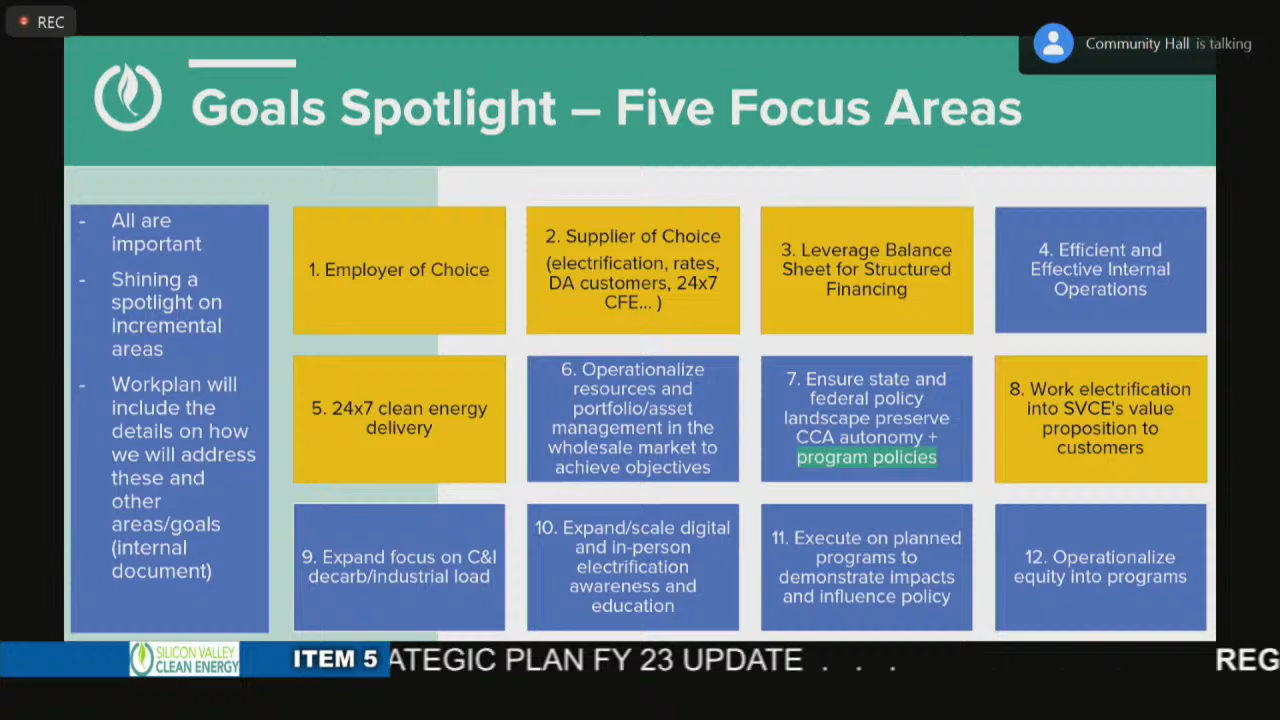 REC
Community Hall is talking
Goals Spotlight – Five Focus Areas
- All are
important
- Shining a
spotlight on
incremental
areas
- Workplan will
include the
details on how
we will address
these and
other
areas/goals
(internal
document)
1. Employer of Choice
2. Supplier of Choice
(electrification, rates,
DA customers, 24x7
CFE... )
3. Leverage Balance
Sheet for Structured
Financing
4. Efficient and
Effective Internal
Operations
5. 24x7 clean energy
delivery
6. Operationalize
resources and
portfolio/asset
management in the
wholesale market to
achieve objectives
7. Ensure state and
federal policy
landscape preserve
CCA autonomy +
program policies
8. Work electrification
into SVCE's value
proposition to
customers
9. Expand focus on C&I
decarb/industrial load
10. Expand/scale digital
and in-person
electrification
awareness and
education
11. Execute on planned
programs to
demonstrate impacts
and influence policy
12. Operationalize
equity into programs
SILICON VALLEY
CLEAN ENERGY
ITEM 5
ATEGIC PLAN FY 23 UPDATE . . .
REG